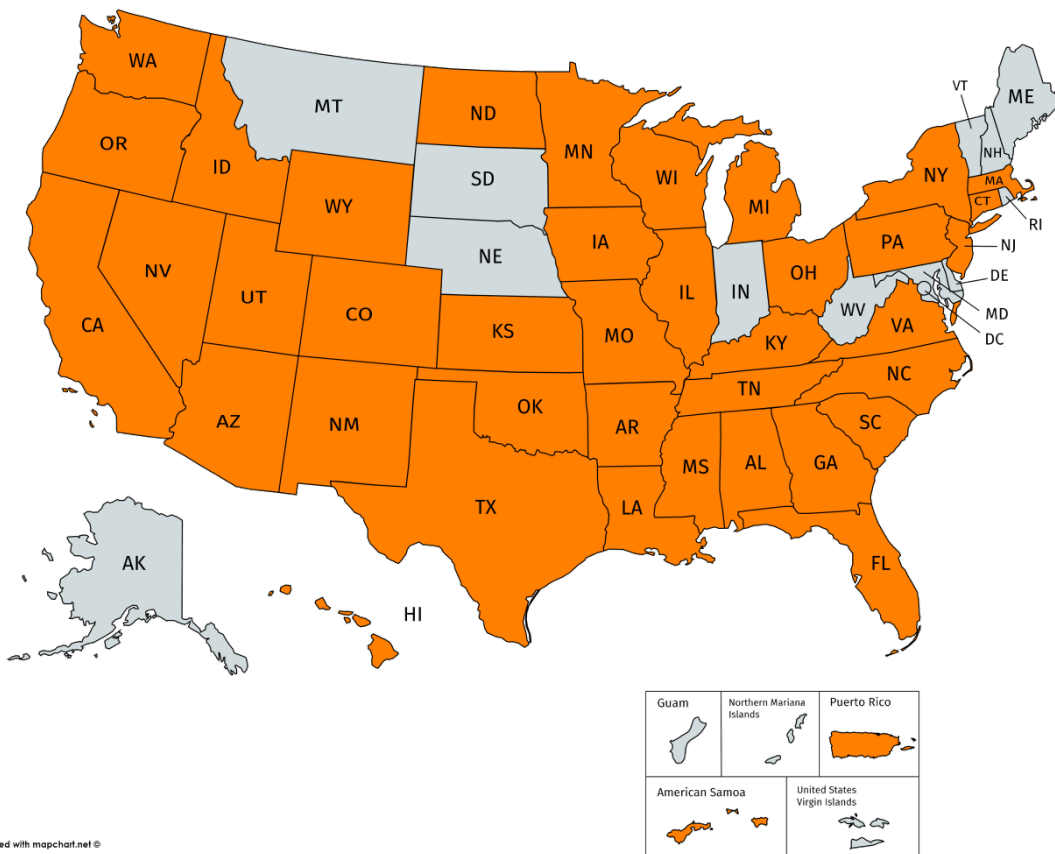 WA
MT
ND
MN
VT
ME
OR
ID
SD
WI
NH
NY
MA
WY
MI
CT
RI
NE
IA
PA
NJ
NV
UT
IL
IN
OH
DE
CA
CO
KS
MO
WV
VA
MD
DC
KY
AZ
NM
OK
AR
TN
NC
SC
MS
AL
GA
TX
LA
AK
FL
HI
Guam
Northern Mariana
Islands
Puerto Rico
American Samoa
United States
Virgin Islands
ed with mapchart.net ©